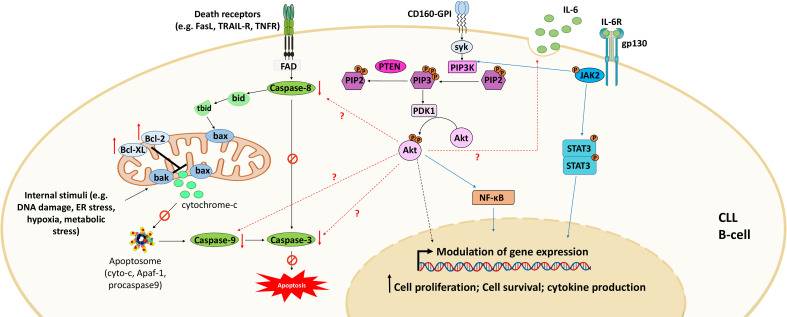 Death receptors
(e.g. FasL, TRAIL-R, TNFR)
CD160-GPI
IL-6
IL-6R
gp130
syk
FAD
PIP3K
PTEN
P
P
PIP2
P
P
P
PIP3
P
P
PIP2
P
JAK2
Caspase-8
bid
tbid
?
PDK1
bax
Bcl-2
Bcl-XL
P
P
Akt
Akt
?
P
STAT3
P
STAT3
bax
bak
?
Internal stimuli (e.g.
DNA damage, ER stress,
hypoxia, metabolic
stress)
cytochrome-c
NF-κB
?
CLL
B-cell
Caspase-9
Caspase-3
Apoptosome
(cyto-c, Apaf-1,
procaspase9)
Modulation of gene expression
Apoptosis
Cell proliferation; Cell survival; cytokine production